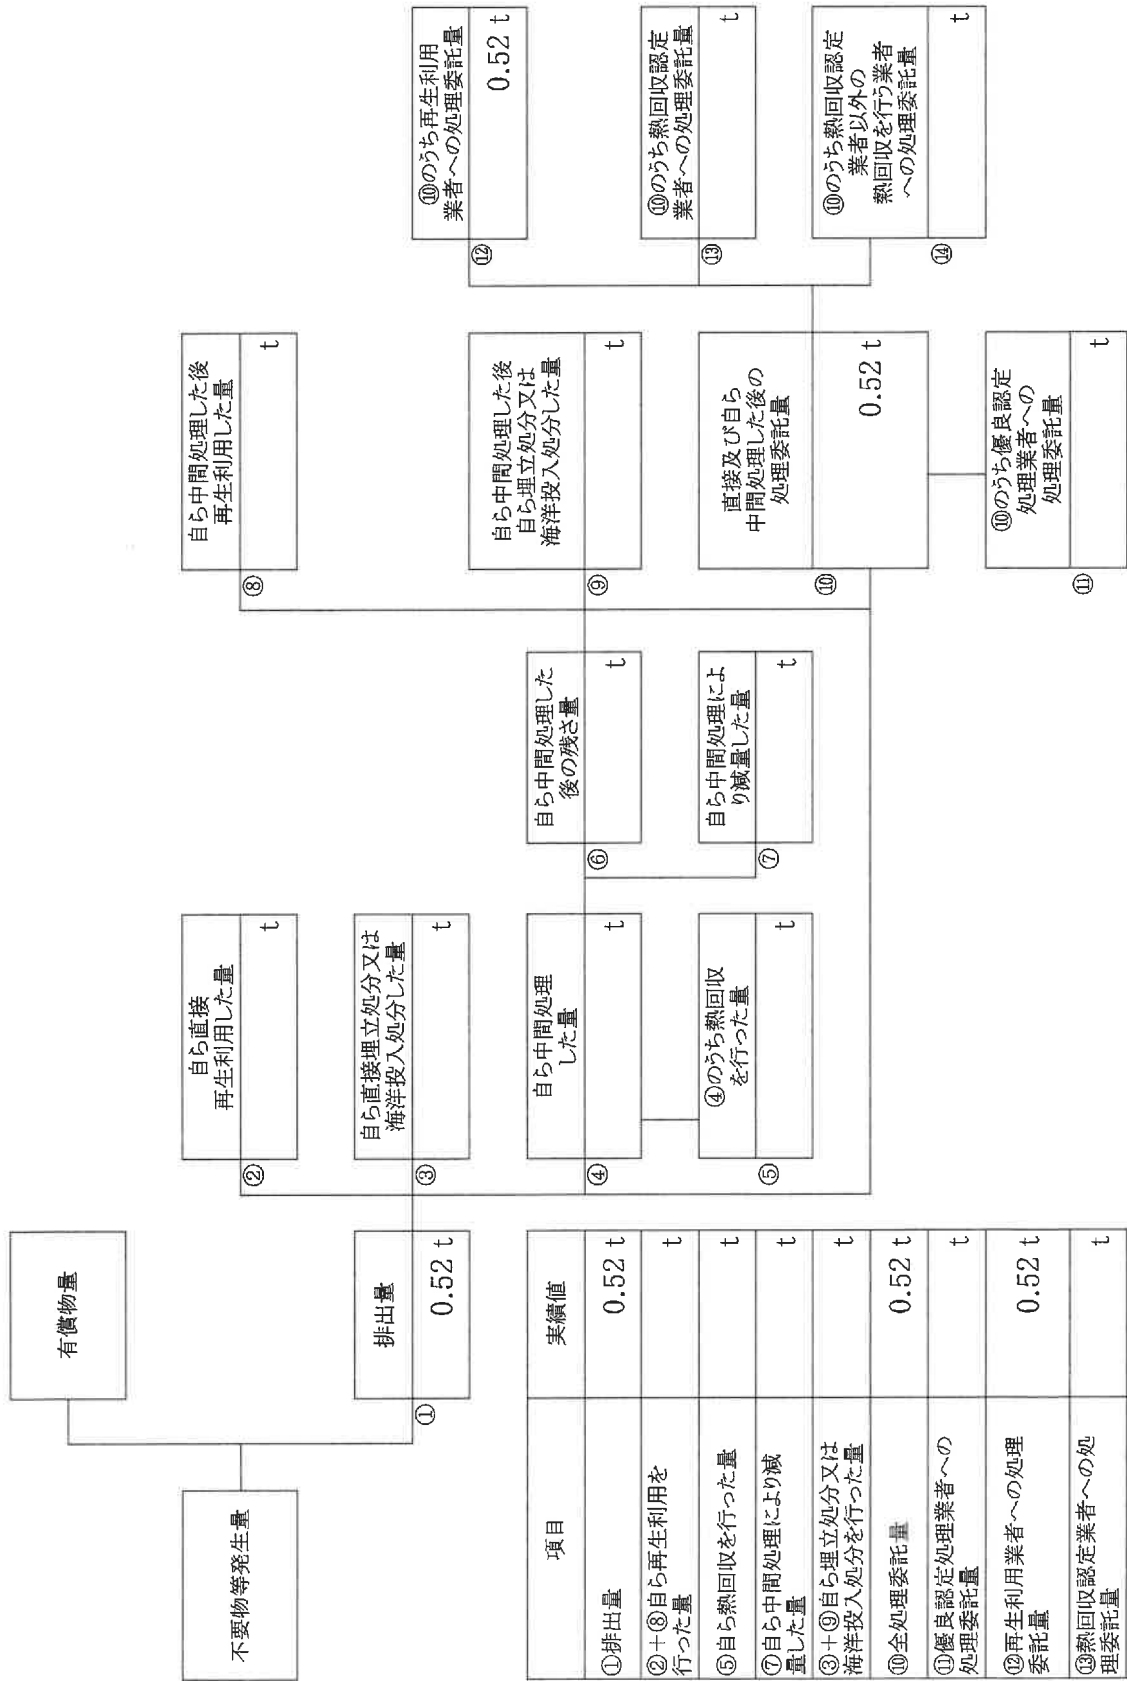 有償物量
不要物等発生量
排出量
① 0.52 t
自ら直接
再生利用した量
② t
自ら直接埋立処分又は
海洋投入処分した量
③ t
自ら中間処理
した量
④ t
④のうち熱回収
を行った量
⑤ t
自ら中間処理した
後の残さ量
⑥ t
自ら中間処理によ
り減量した量
⑦ t
自ら中間処理した後
再生利用した量
⑧ t
自ら中間処理した後
自ら埋立処分又は
海洋投入処分した量
⑨ t
直接及び自ら
中間処理した後の
処理委託量
⑩ 0.52 t
⑩のうち優良認定
処理業者への
処理委託量
⑪ t
⑩のうち再生利用
業者への処理委託量
⑫ 0.52 t
⑩のうち熱回収認定
業者への処理委託量
⑬ t
⑩のうち熱回収認定
業者以外の
熱回収を行う業者
への処理委託量
⑭ t
項目 実績値
①排出量 0.52 t
②+⑧自ら再生利用を
行った量 t
⑤自ら熱回収を行った量 t
⑦自ら中間処理により減
量した量 t
③+⑨自ら埋立処分又は
海洋投入処分を行った量 t
⑩全処理委託量 0.52 t
⑪優良認定処理業者への
処理委託量 t
⑫再生利用業者への処理
委託量 0.52 t
⑬熱回収認定業者への処
理委託量 t